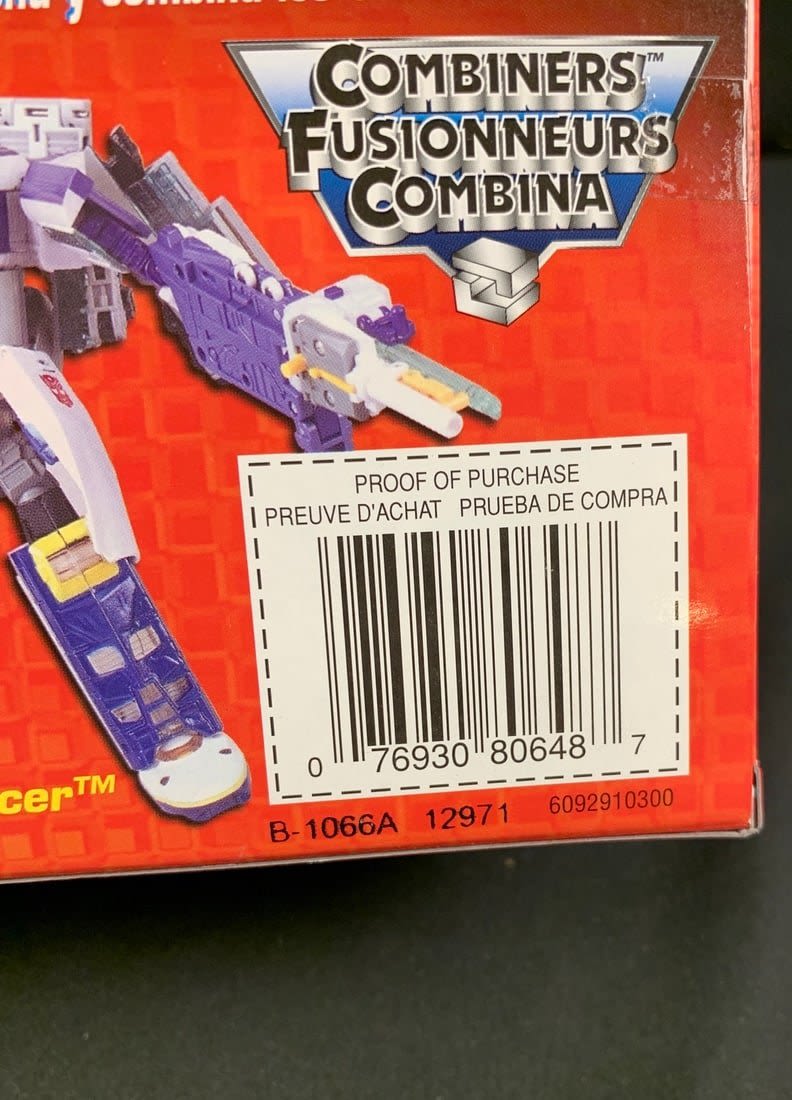 y combina
COMBINERS™
FUSIONNEURS
COMBINA
PROOF OF PURCHASE
PREUVE D'ACHAT PRUEBA DE COMPRA
0 76930 80648 7
cer™
B-1066A 12971 6092910300